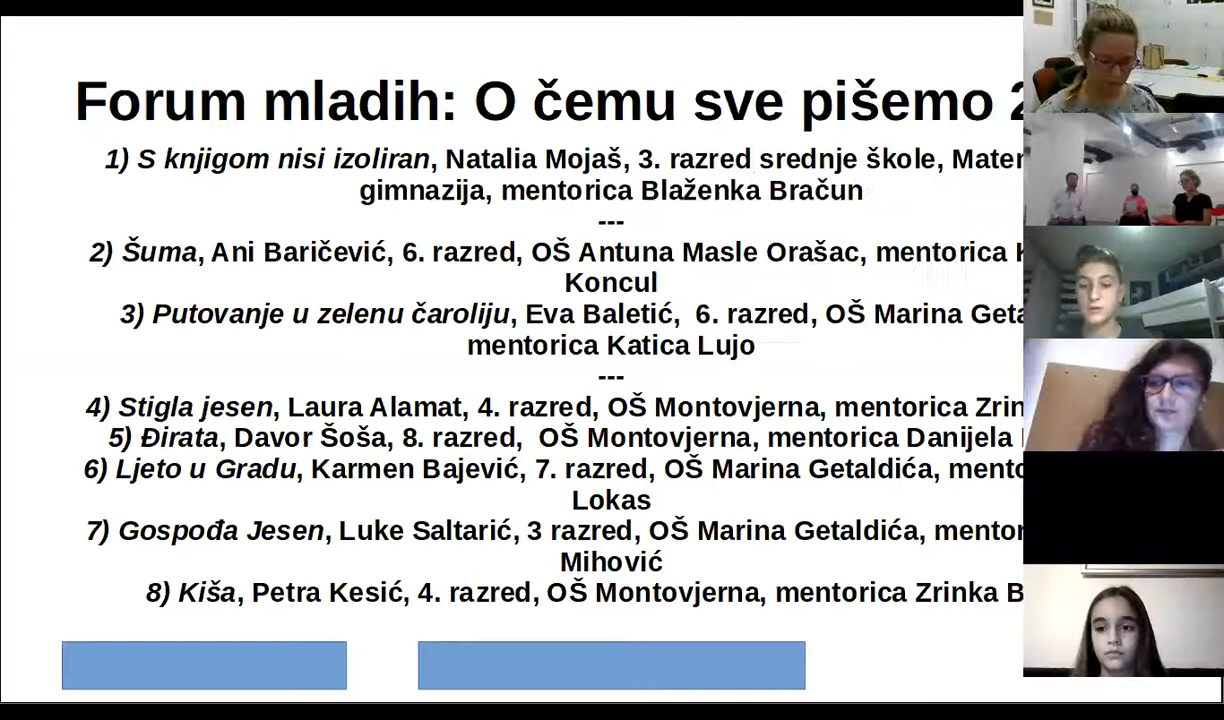 Forum mladih: O čemu sve pišemo
1) S knjigom nisi izoliran, Natalia Mojaš, 3. razred srednje škole,
gimnazija, mentorica Blaženka Bračun
---
2) Šuma, Ani Baričević, 6. razred, OŠ Antuna Masle Orašac, mentorica
Koncul
3) Putovanje u zelenu čaroliju, Eva Baletić, 6. razred, OŠ Marina
mentorica Katica Lujo
---
4) Stigla jesen, Laura Alamat, 4. razred, OŠ Montovjerna, mentorica
5) Đirata, Davor Šoša, 8. razred, OŠ Montovjerna, mentorica Danijela
6) Ljeto u Gradu, Karmen Bajević, 7. razred, OŠ Marina Getaldića,
Lokas
7) Gospođa Jesen, Luke Saltarić, 3 razred, OŠ Marina Getaldića,
Mihović
8) Kiša, Petra Kesić, 4. razred, OŠ Montovjerna, mentorica Zrinka